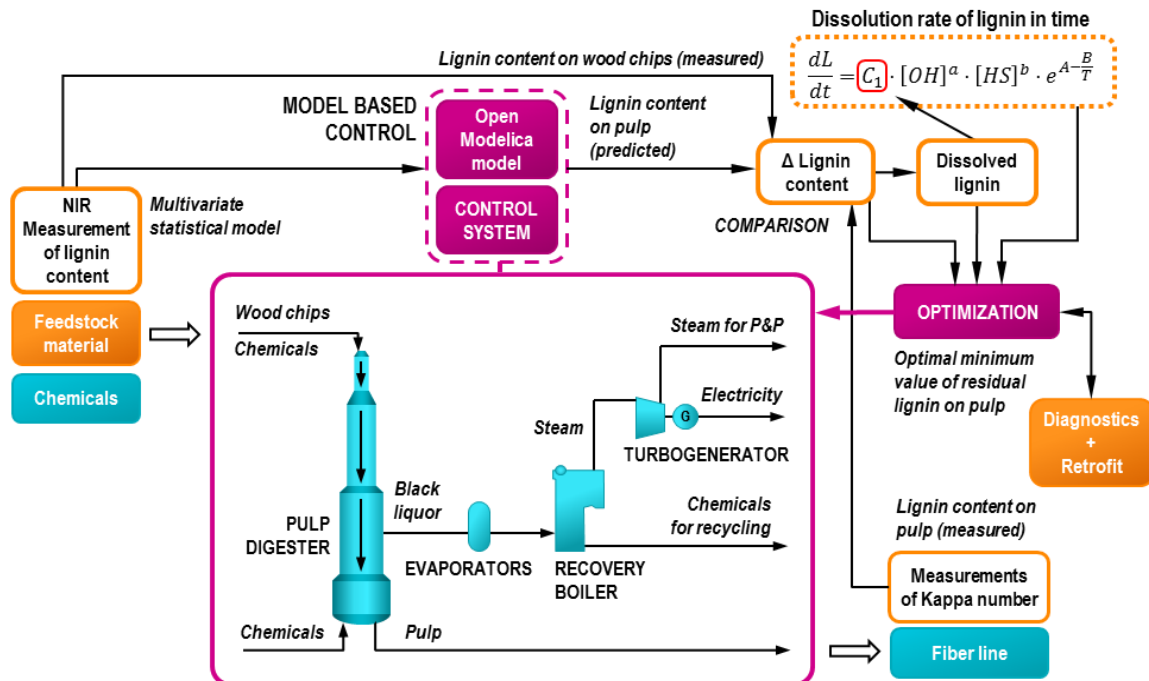 Dissolution rate of lignin in time
dL/dt = C₁ · [OH]ᵃ · [HS]ᵇ · e^(A−B/T)
Lignin content on wood chips (measured)
MODEL BASED
CONTROL
Open
Modelica
model
CONTROL
SYSTEM
Lignin content
on pulp
(predicted)
Δ Lignin
content
Dissolved
lignin
COMPARISON
NIR
Measurement
of lignin
content
Multivariate
statistical model
Feedstock
material
Chemicals
Wood chips
Chemicals
PULP
DIGESTER
Black
liquor
EVAPORATORS
Steam
RECOVERY
BOILER
Steam for P&P
Electricity
G
TURBOGENERATOR
Chemicals
for recycling
Chemicals
Pulp
OPTIMIZATION
Optimal minimum
value of residual
lignin on pulp
Diagnostics
+
Retrofit
Lignin content on
pulp (measured)
Measurements
of Kappa number
Fiber line